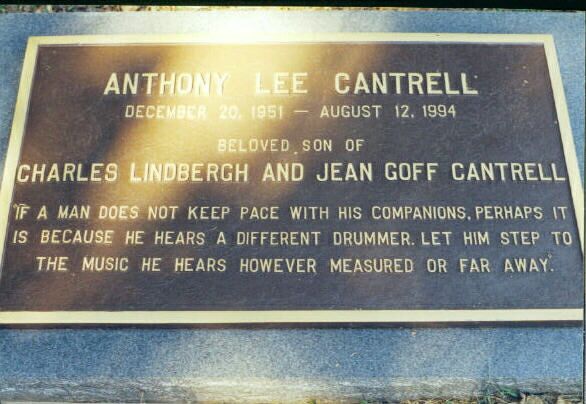 ANTHONY LEE CANTRELL
DECEMBER 20, 1951 — AUGUST 12, 1994
BELOVED SON OF
CHARLES LINDBERGH AND JEAN GOFF CANTRELL
"IF A MAN DOES NOT KEEP PACE WITH HIS COMPANIONS, PERHAPS IT
IS BECAUSE HE HEARS A DIFFERENT DRUMMER. LET HIM STEP TO
THE MUSIC HE HEARS HOWEVER MEASURED OR FAR AWAY."